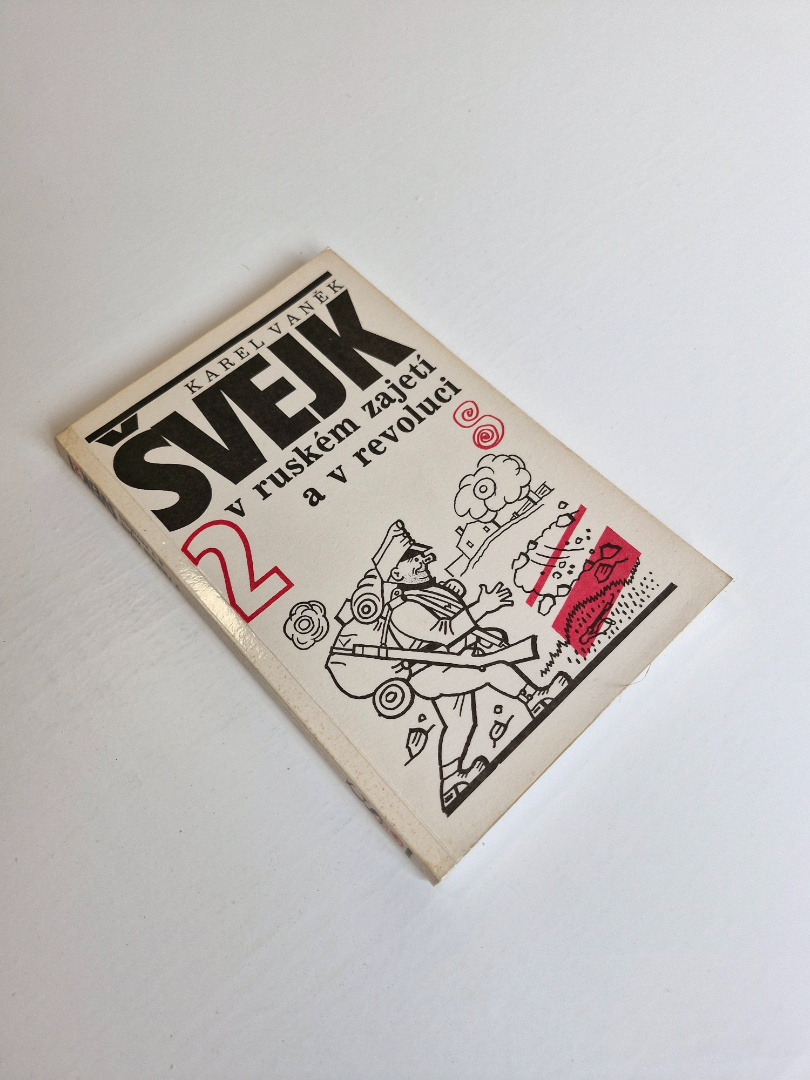 KAREL VANĚK
ŠVEJK
v ruském zajetí
a v revoluci
2